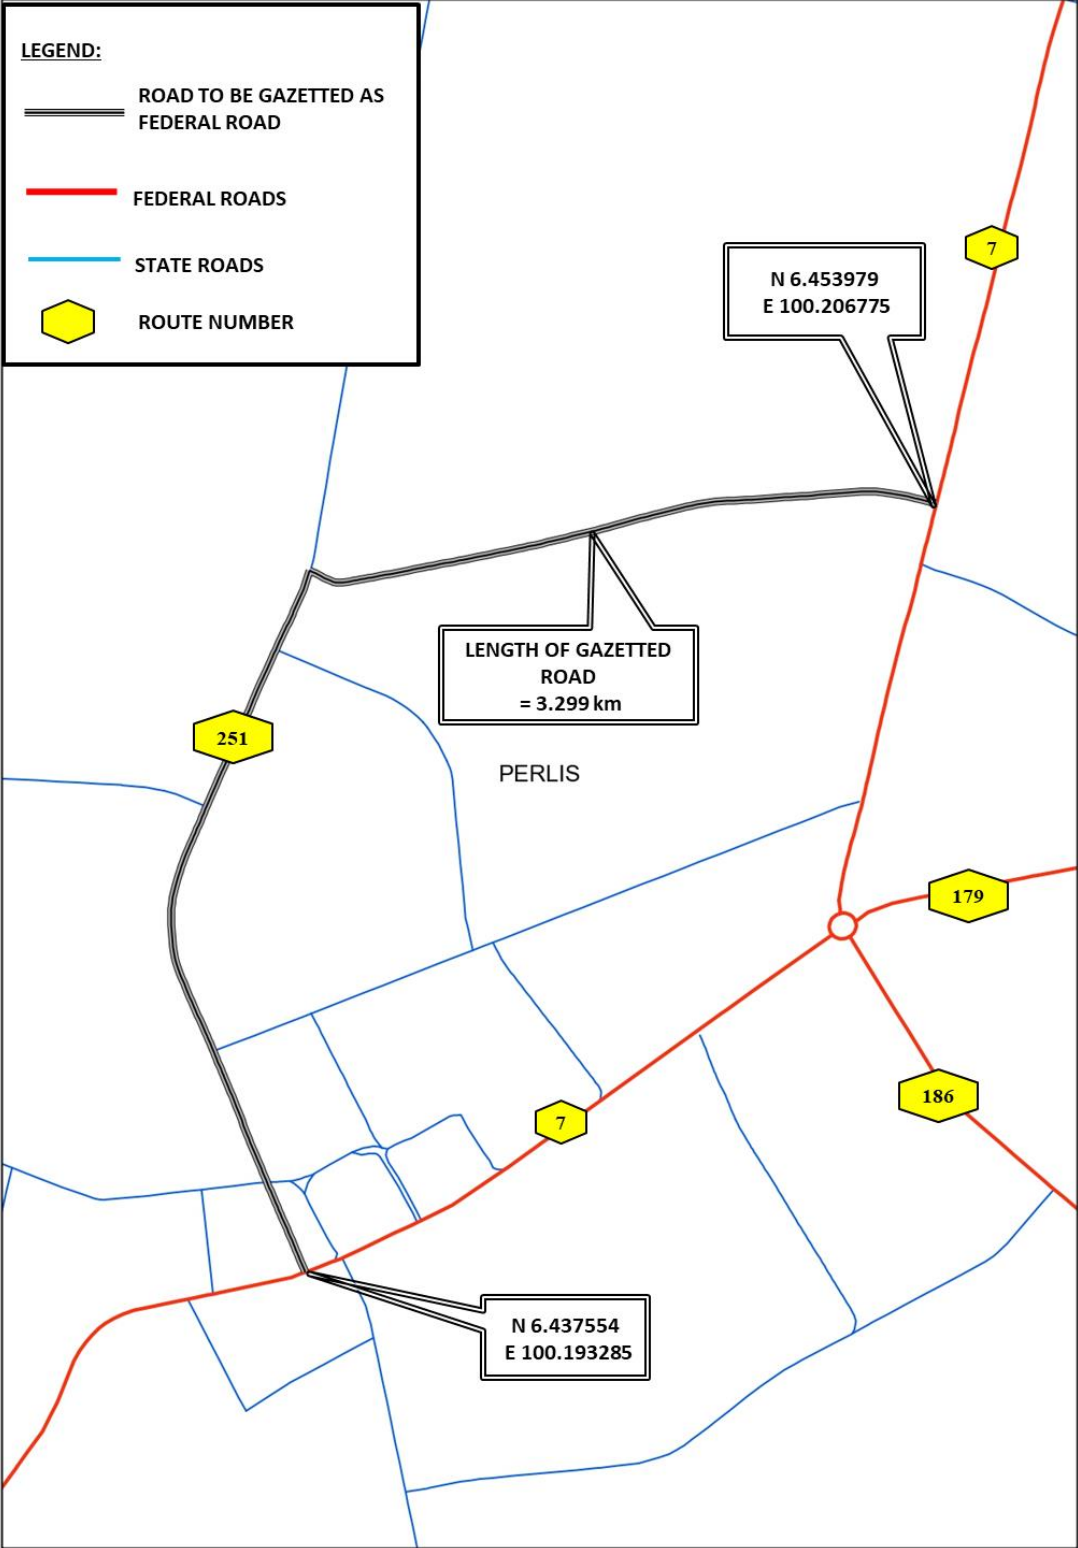 LEGEND:
ROAD TO BE GAZETTED AS
FEDERAL ROAD
FEDERAL ROADS
STATE ROADS
ROUTE NUMBER
7
N 6.453979
E 100.206775
LENGTH OF GAZETTED
ROAD
= 3.299 km
251
PERLIS
179
186
7
N 6.437554
E 100.193285